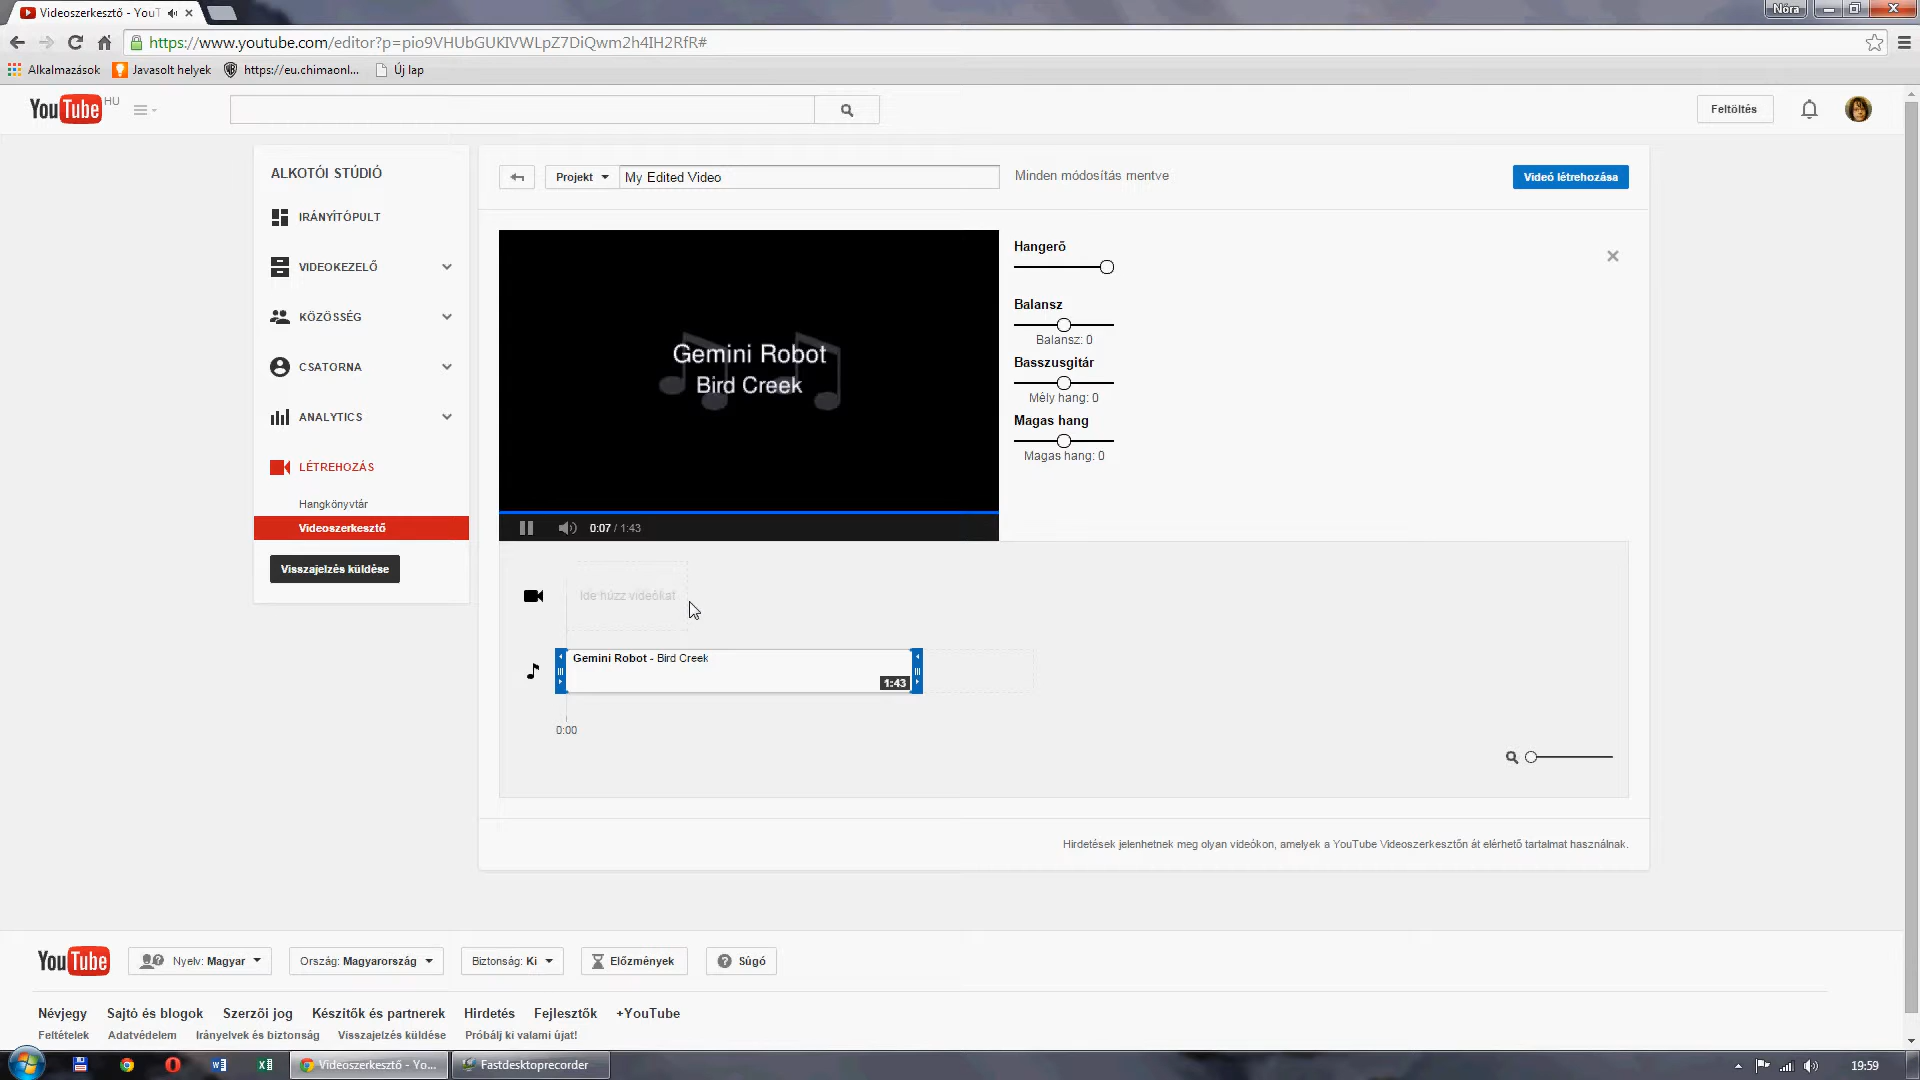 Videoszerkesztő - YouT
Nóra
https://www.youtube.com/editor?p=pio9VHUbGUKIVWLpZ7DiQwm2h4IH2RfR#
Alkalmazások Javasolt helyek https://eu.chimaonl... Új lap
YouTube HU
Feltöltés
ALKOTÓI STÚDIÓ
IRÁNYÍTÓPULT
VIDEOKEZELŐ
KÖZÖSSÉG
CSATORNA
ANALYTICS
LÉTREHOZÁS
Hangkönyvtár
Videoszerkesztő
Visszajelzés küldése
Projekt My Edited Video Minden módosítás mentve Videó létrehozása
Gemini Robot
Bird Creek
0:07 / 1:43
Hangerő
Balansz
Balansz: 0
Basszusgitár
Mély hang: 0
Magas hang
Magas hang: 0
Ide húzz videókat
Gemini Robot - Bird Creek
1:43
0:00
Hirdetések jelenhetnek meg olyan videókon, amelyek a YouTube Videoszerkesztőn át elérhető tartalmat használnak.
YouTube Nyelv: Magyar Ország: Magyarország Biztonság: Ki Előzmények Súgó
Névjegy Sajtó és blogok Szerzői jog Készítők és partnerek Hirdetés Fejlesztők +YouTube
Feltételek Adatvédelem Irányelvek és biztonság Visszajelzés küldése Próbálj ki valami újat!
Videoszerkesztő - Yo... Fastdesktoprecorder 19:59